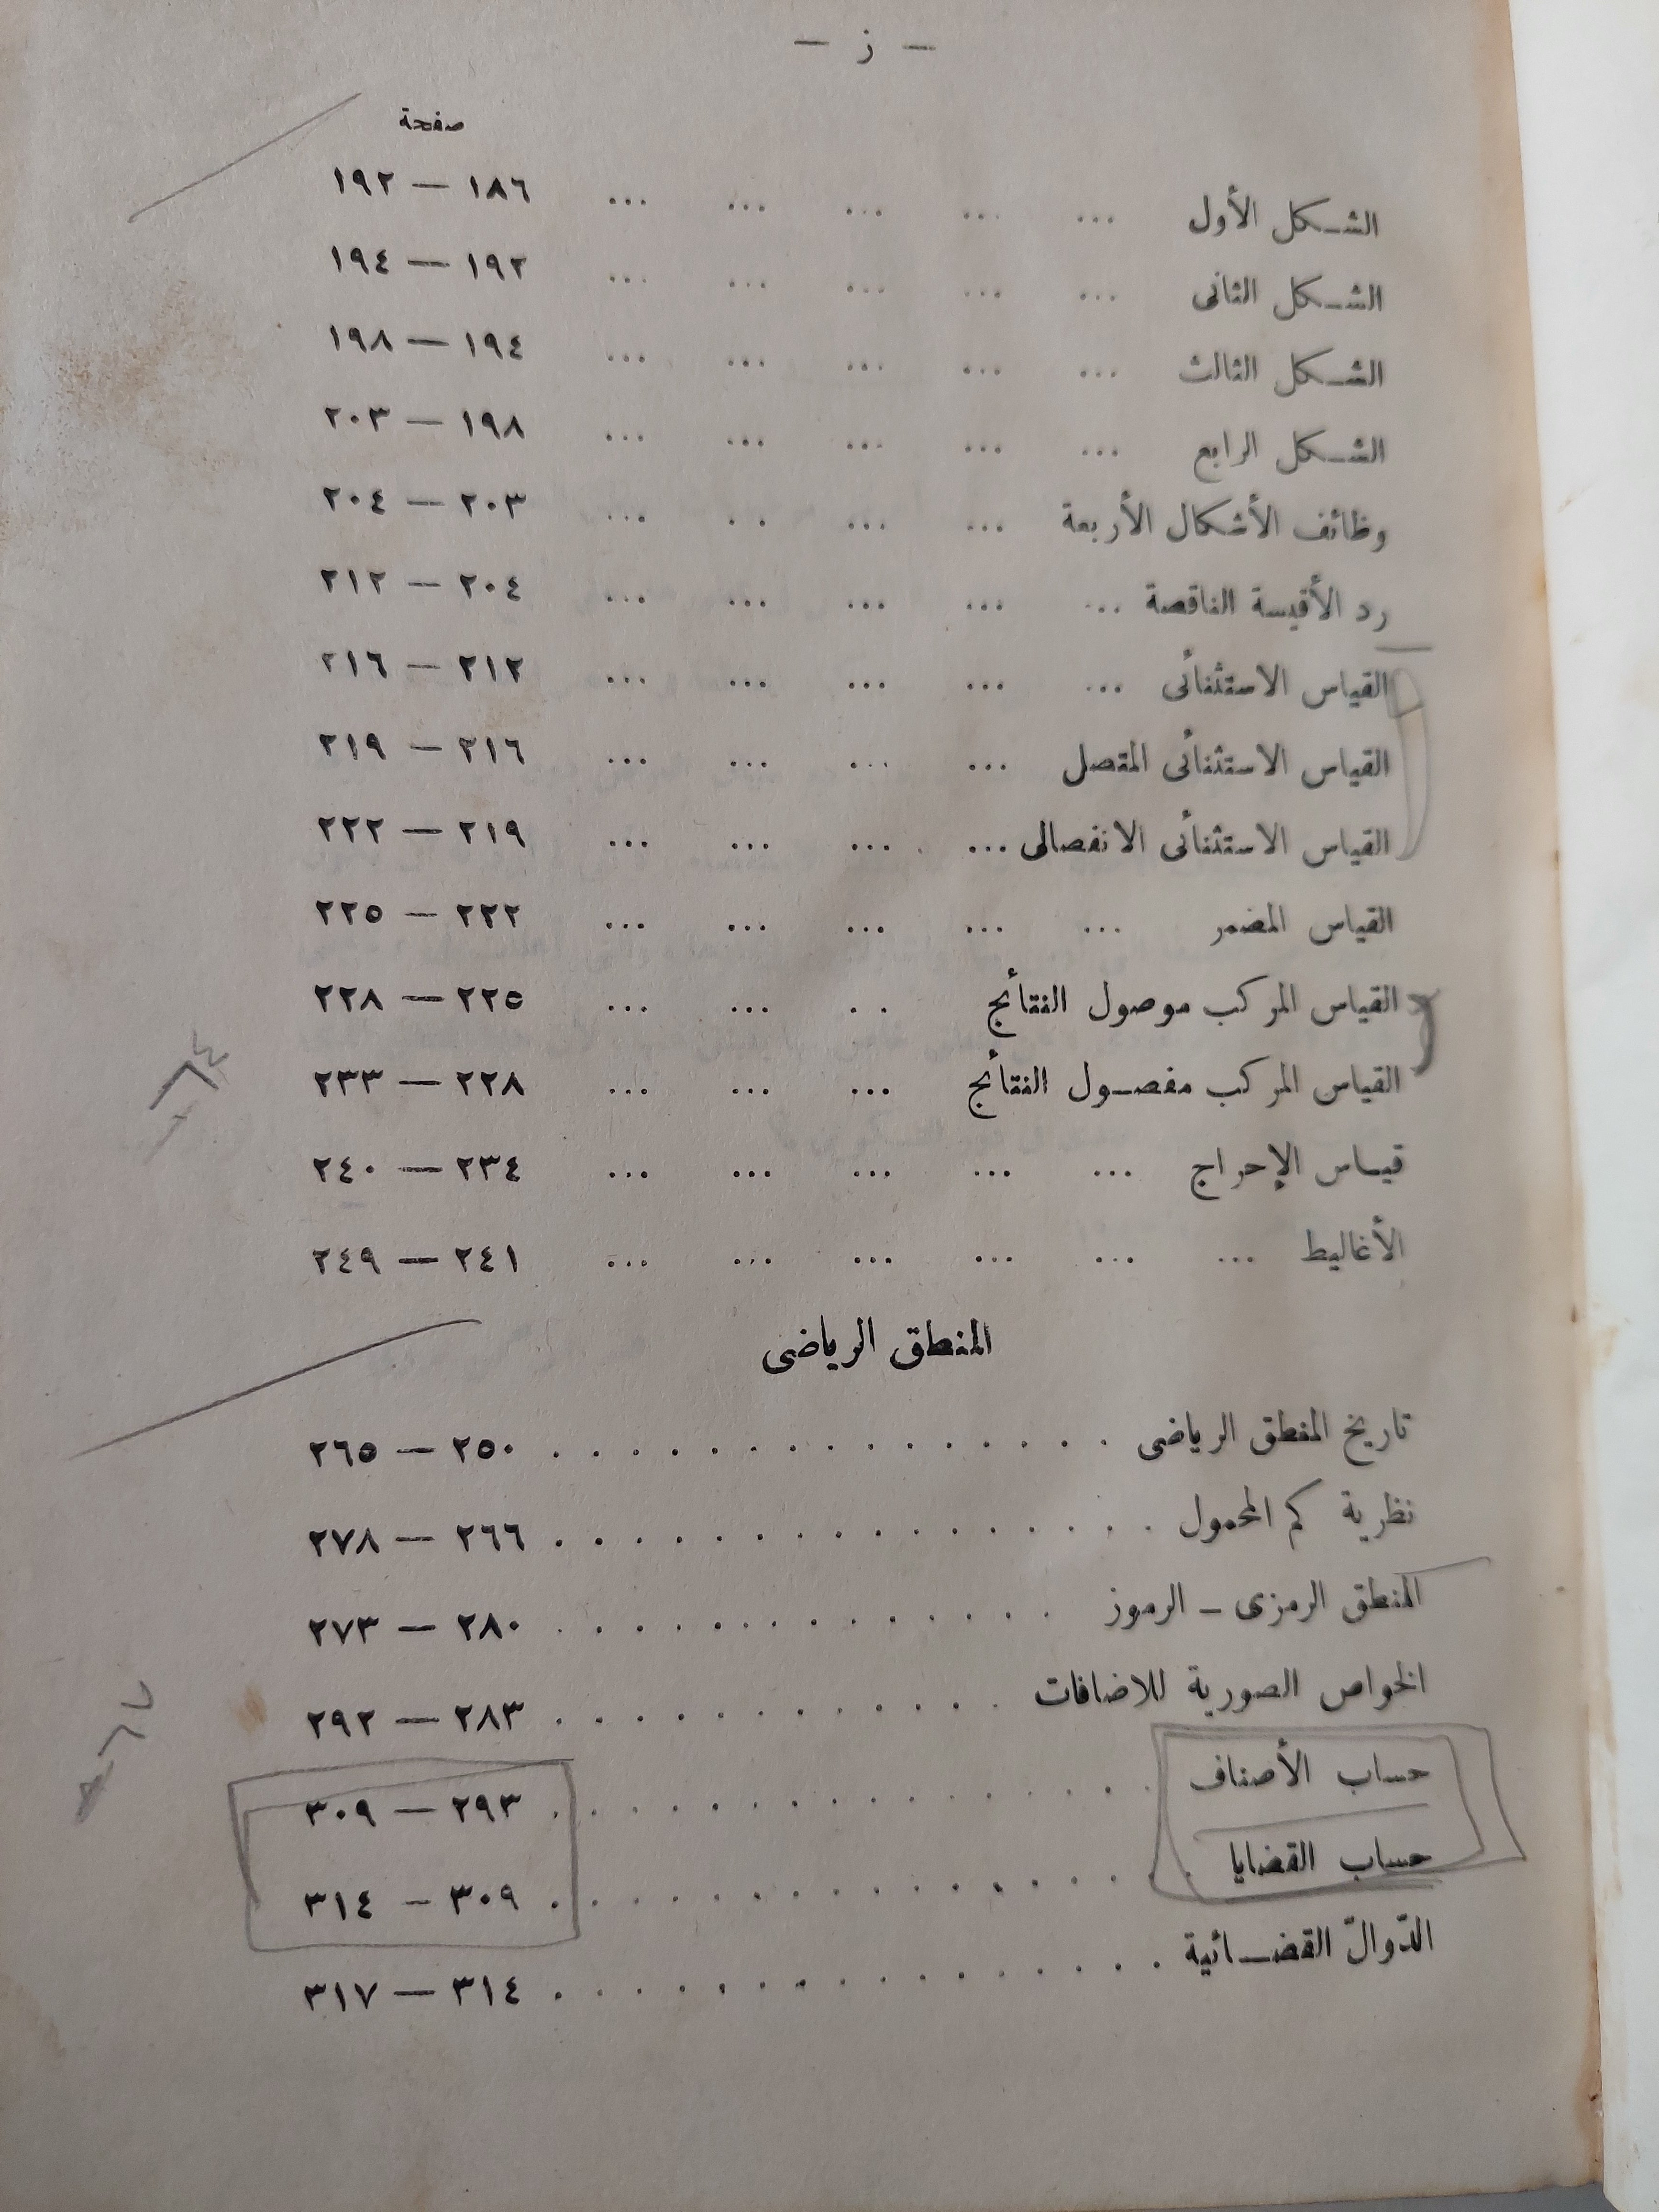 — ز —
صفحة
الشكل الأول ... ... ... ... ... ١٨٦ — ١٩٢
الشكل الثانى ... ... ... ... ... ١٩٢ — ١٩٤
الشكل الثالث ... ... ... ... ... ١٩٤ — ١٩٨
الشكل الرابع ... ... ... ... ... ١٩٨ — ٢٠٣
وظائف الأشكال الأربعة ... ... .. ... ٢٠٣ — ٢٠٤
رد الأقيسة الناقصة ... ... ... ... ... ٢٠٤ — ٢١٢
القياس الاستثنائى ... ... ... ... ... ٢١٢ — ٢١٦
القياس الاستثنائى المتصل ... ... ... ... ٢١٦ — ٢١٩
القياس الاستثنائى الانفصالى ... ... ... ... ٢١٩ — ٢٢٢
القياس المضمر ... ... ... ... ... ٢٢٢ — ٢٢٥
القياس المركب موصول النتائج .. ... ... ٢٢٥ — ٢٢٨
القياس المركب مفصول النتائج ... ... ... ٢٢٨ — ٢٣٣
قياس الإحراج ... ... ... ... ... ٢٣٤ — ٢٤٠
الأغاليط ... ... ... ... ... ... ٢٤١ — ٢٤٩
المنطق الرياضى
تاريخ المنطق الرياضى . . . . . . . . . . . . . . . ٢٥٠ — ٢٦٥
نظرية كم المحمول . . . . . . . . . . . . . . . . ٢٦٦ — ٢٧٨
المنطق الرمزى – الرموز . . . . . . . . . . . . . ٢٨٠ — ٢٧٣
الخواص الصورية للاضافات . . . . . . . . . . . . ٢٨٣ — ٢٩٢
حساب الأصناف . . . . . . . . . . . . . . . ٢٩٣ — ٣٠٩
حساب القضايا . . . . . . . . . . . . . . . ٣٠٩ — ٣١٤
الدّوالّ القضائية . . . . . . . . . . . . . . . . ٣١٤ — ٣١٧